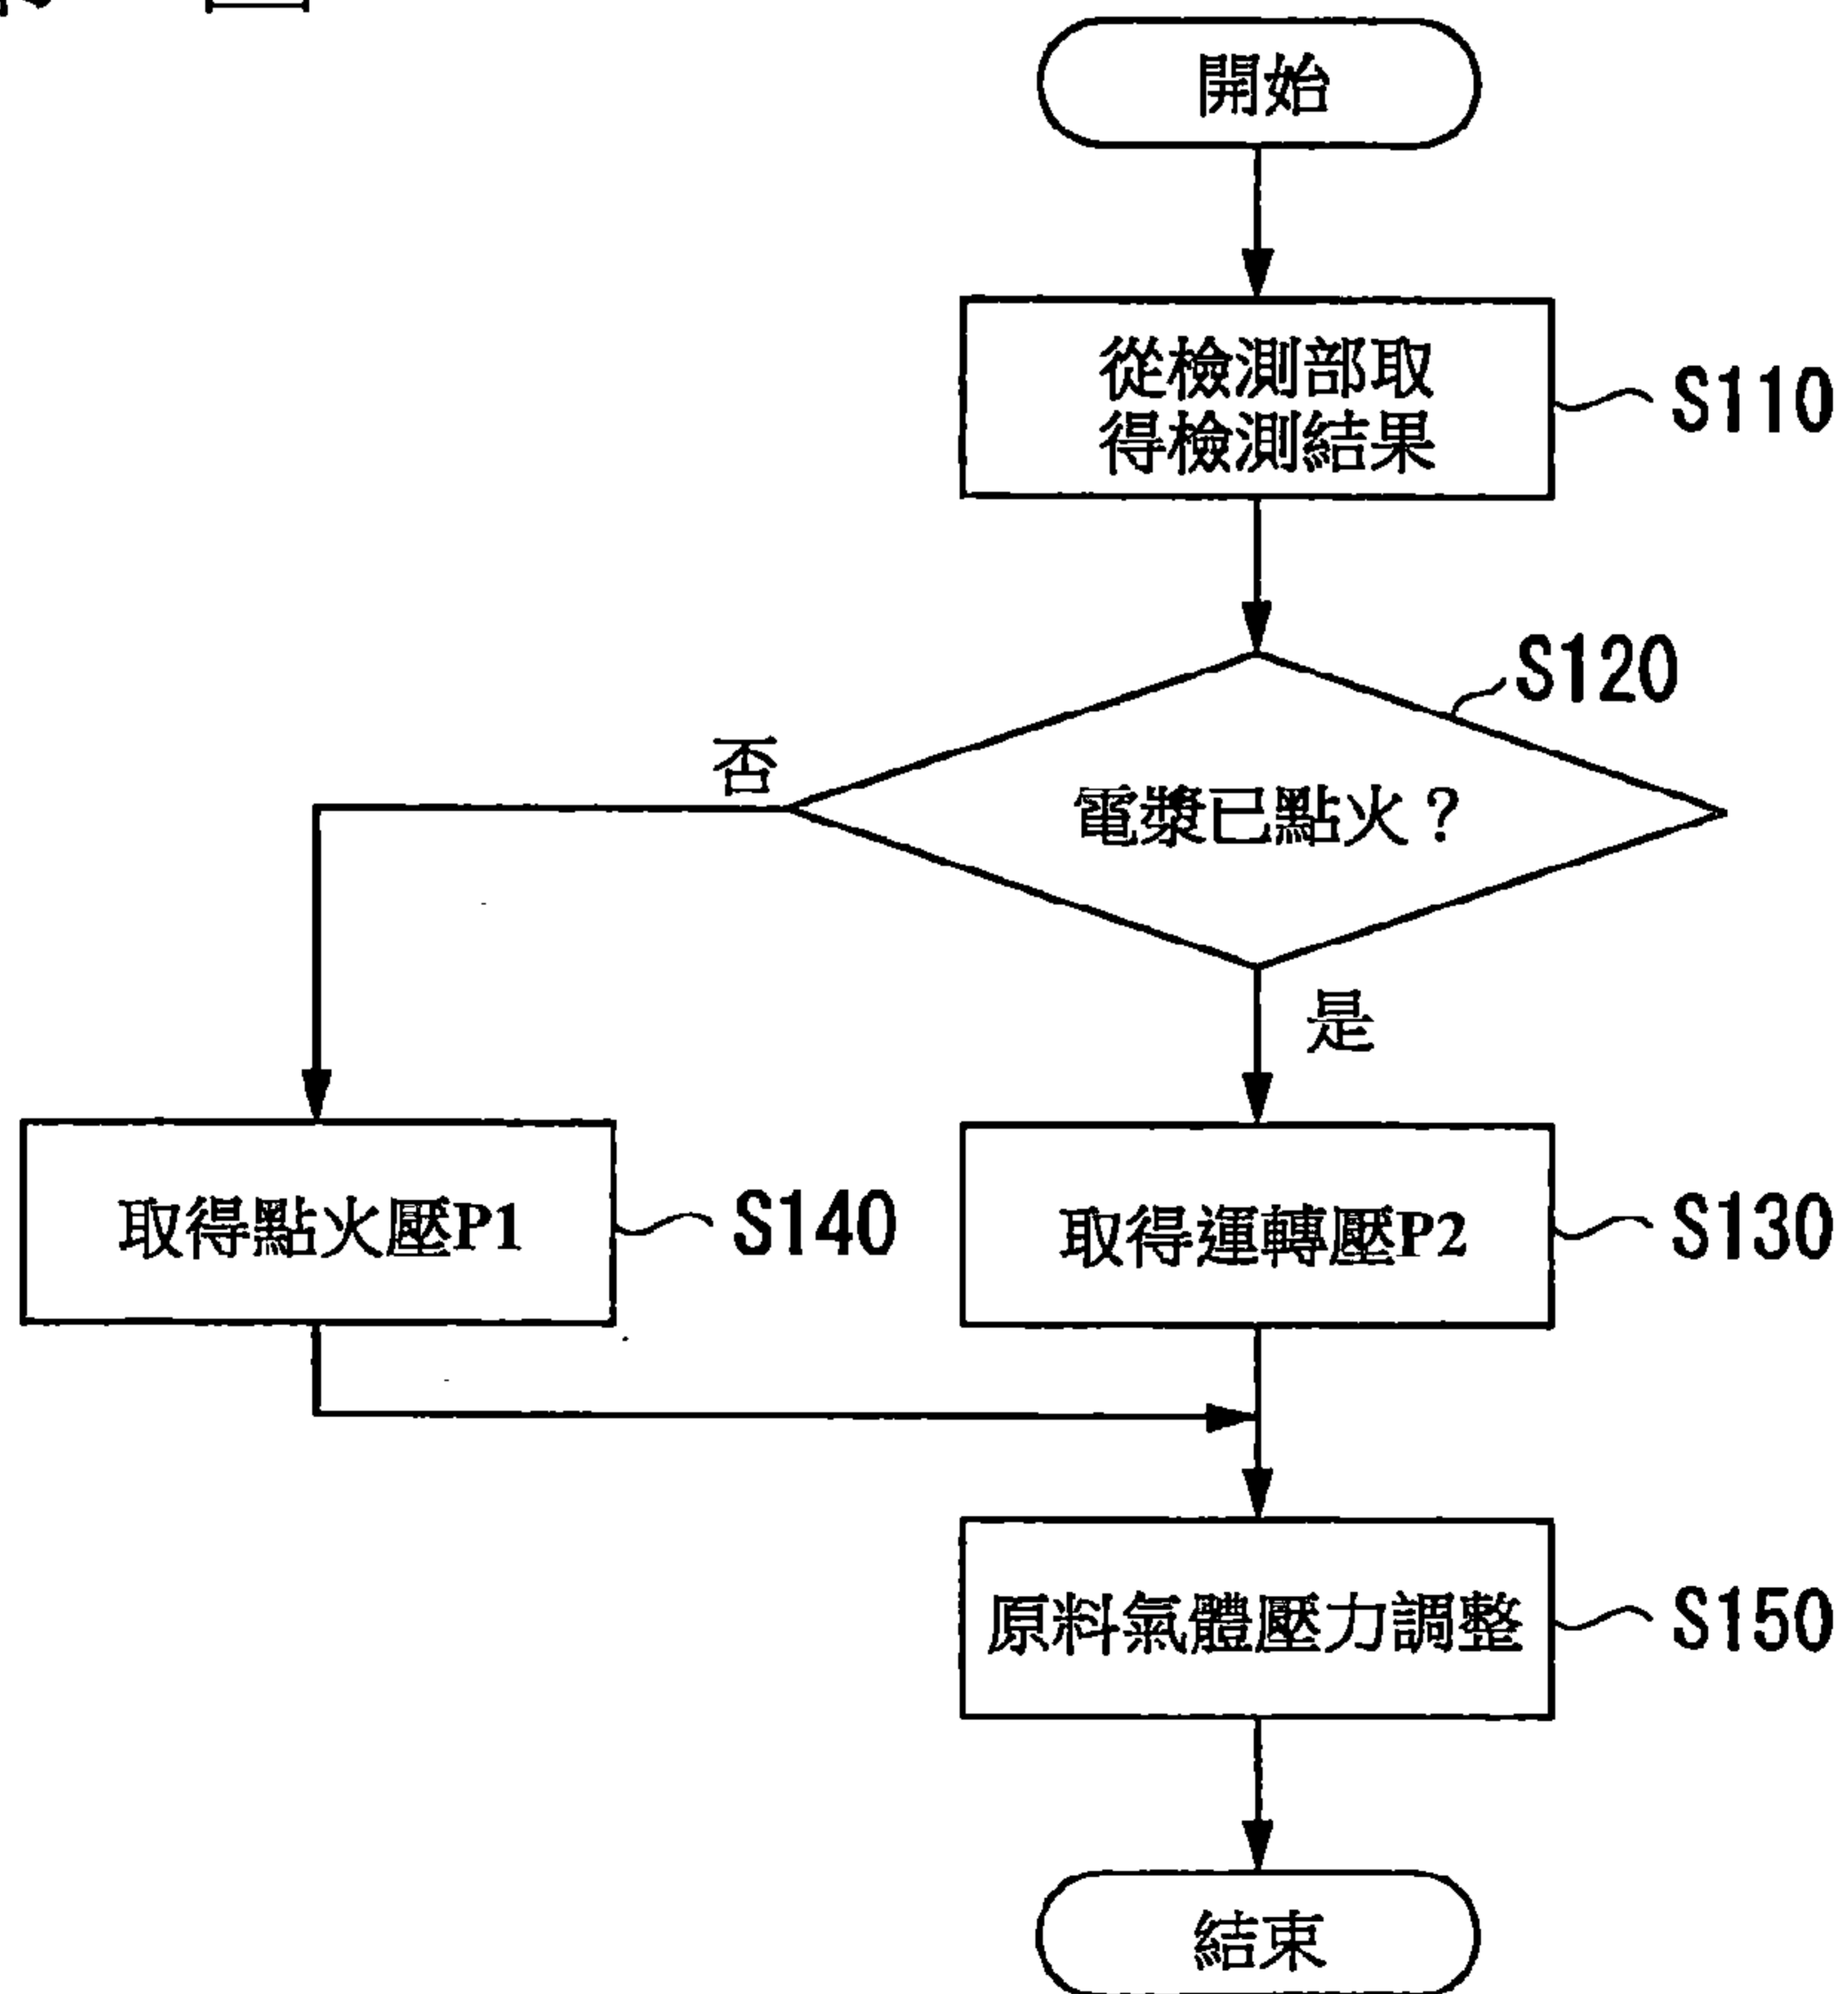 開始
從檢測部取
得檢測結果
S110
S120
否
電漿已點火？
是
取得點火壓P1
S140
取得運轉壓P2
S130
原料氣體壓力調整
S150
結束